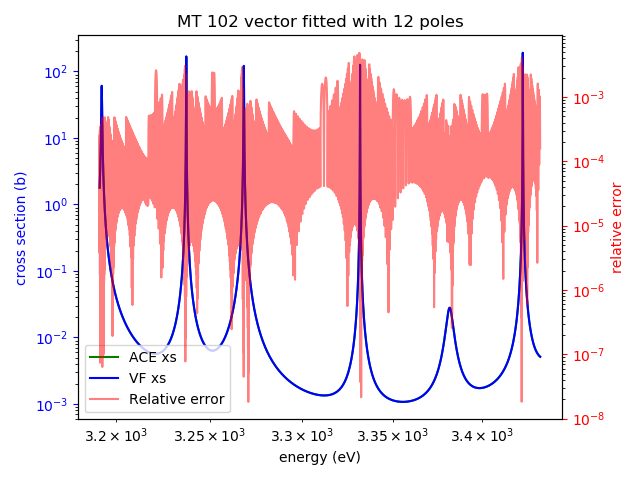 MT 102 vector fitted with 12 poles
cross section (b)
10²
10¹
10⁰
10⁻¹
10⁻²
10⁻³
10⁻³
10⁻⁴
10⁻⁵
10⁻⁶
10⁻⁷
10⁻⁸
relative error
ACE xs
VF xs
Relative error
3.2 × 10³ 3.25 × 10³ 3.3 × 10³ 3.35 × 10³ 3.4 × 10³
energy (eV)